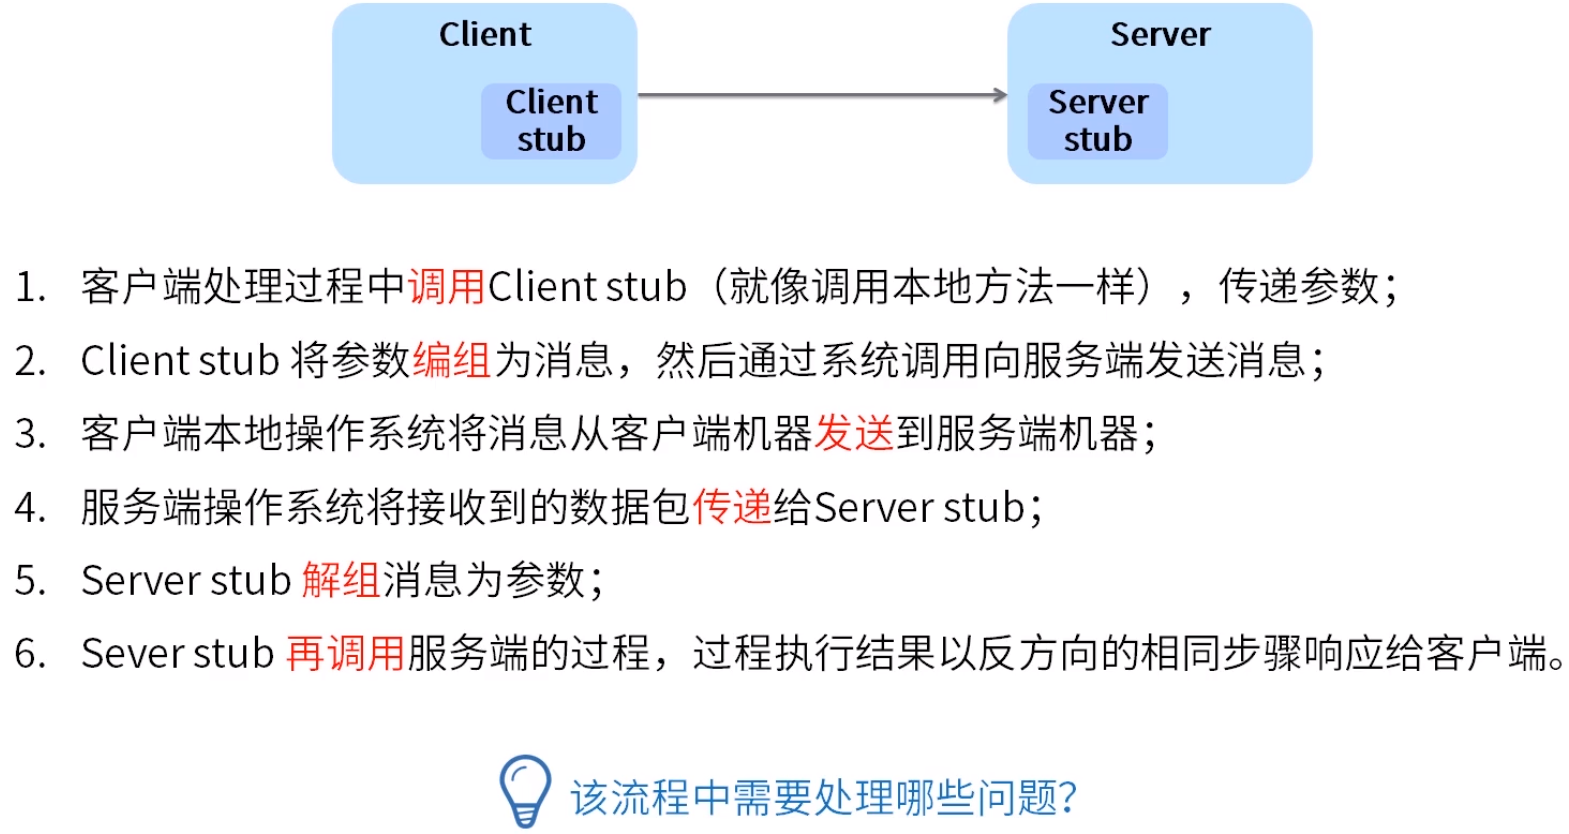 Client
Server
Client
stub
Server
stub
1. 客户端处理过程中调用Client stub（就像调用本地方法一样），传递参数；
2. Client stub 将参数编组为消息，然后通过系统调用向服务端发送消息；
3. 客户端本地操作系统将消息从客户端机器发送到服务端机器；
4. 服务端操作系统将接收到的数据包传递给Server stub；
5. Server stub 解组消息为参数；
6. Sever stub 再调用服务端的过程，过程执行结果以反方向的相同步骤响应给客户端。
该流程中需要处理哪些问题？